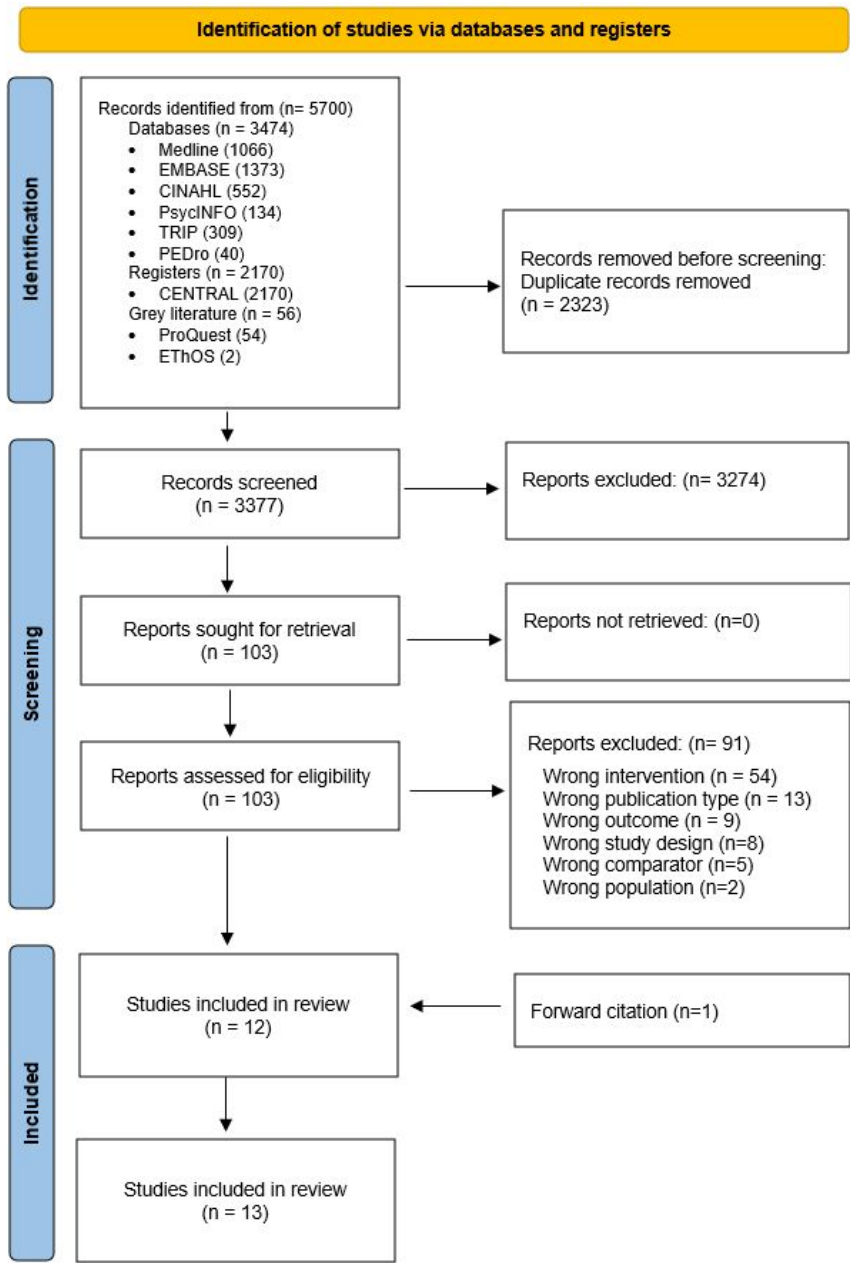 Identification of studies via databases and registers
Identification
Records identified from (n= 5700)
Databases (n = 3474)
• Medline (1066)
• EMBASE (1373)
• CINAHL (552)
• PsycINFO (134)
• TRIP (309)
• PEDro (40)
Registers (n = 2170)
• CENTRAL (2170)
Grey literature (n = 56)
• ProQuest (54)
• EThOS (2)
Records removed before screening:
Duplicate records removed
(n = 2323)
Screening
Records screened
(n = 3377)
Reports excluded: (n= 3274)
Reports sought for retrieval
(n = 103)
Reports not retrieved: (n=0)
Reports assessed for eligibility
(n = 103)
Reports excluded: (n= 91)
Wrong intervention (n = 54)
Wrong publication type (n = 13)
Wrong outcome (n = 9)
Wrong study design (n=8)
Wrong comparator (n=5)
Wrong population (n=2)
Included
Studies included in review
(n = 12)
Forward citation (n=1)
Studies included in review
(n = 13)